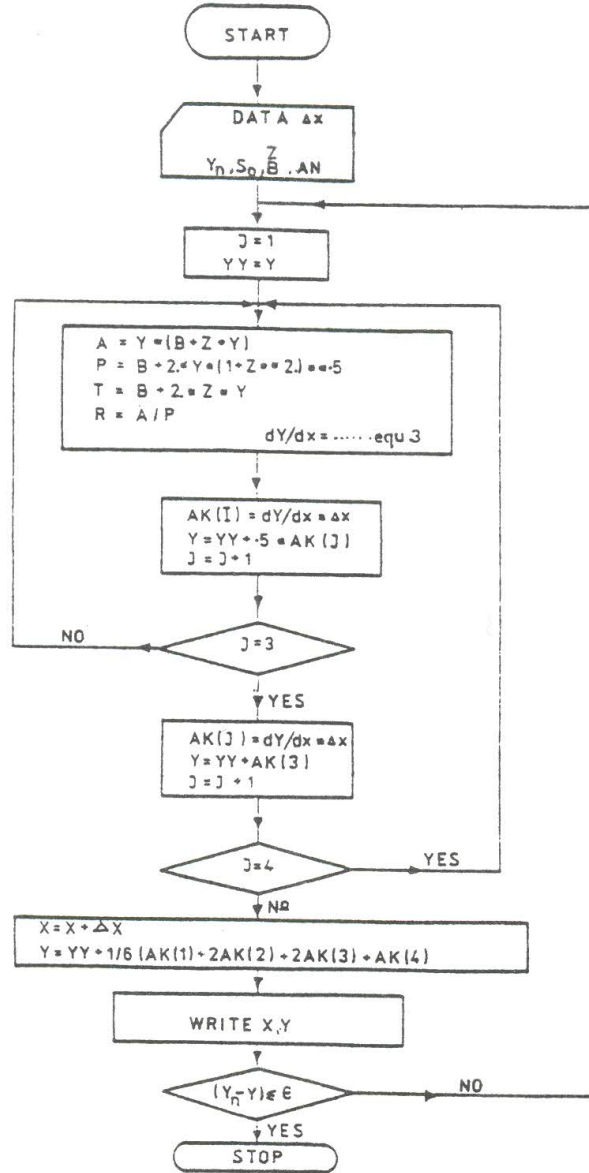 START
DATA Δx
Yn, So, Z/B, AN
J = 1
YY = Y
A = Y * (B + Z * Y)
P = B + 2. * Y * (1 + Z * * 2.) * * .5
T = B + 2. * Z * Y
R = A / P
dY/dx = ...... equ 3
AK(I) = dY/dx * Δx
Y = YY + .5 * AK(J)
J = J + 1
J = 3
NO
YES
AK(J) = dY/dx * Δx
Y = YY + AK(3)
J = J + 1
J = 4
YES
NO
X = X + ΔX
Y = YY + 1/6 (AK(1) + 2AK(2) + 2AK(3) + AK(4)
WRITE X,Y
(Yn - Y) ≤ ϵ
NO
YES
STOP